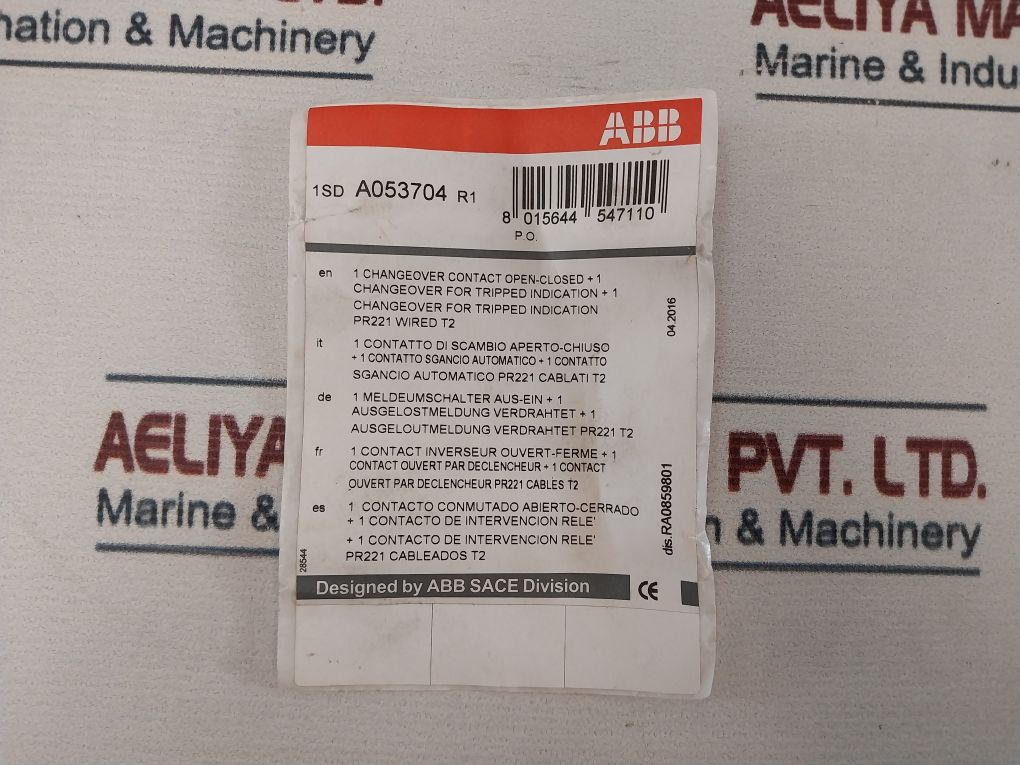 mation & Machinery
AELIYA MA
Marine & Indu
ABB
1SD A053704 R1
8 015644 547110
P.O.
en 1 CHANGEOVER CONTACT OPEN-CLOSED + 1
CHANGEOVER FOR TRIPPED INDICATION + 1
CHANGEOVER FOR TRIPPED INDICATION
PR221 WIRED T2
04.2016
it 1 CONTATTO DI SCAMBIO APERTO-CHIUSO
+ 1 CONTATTO SGANCIO AUTOMATICO + 1 CONTATTO
SGANCIO AUTOMATICO PR221 CABLATI T2
de 1 MELDEUMSCHALTER AUS-EIN + 1
AUSGELOSTMELDUNG VERDRAHTET + 1
AUSGELOUTMELDUNG VERDRAHTET PR221 T2
fr 1 CONTACT INVERSEUR OUVERT-FERME + 1
CONTACT OUVERT PAR DECLENCHEUR + 1 CONTACT
OUVERT PAR DECLENCHEUR PR221 CABLES T2
es 1 CONTACTO CONMUTADO ABIERTO-CERRADO
+ 1 CONTACTO DE INTERVENCION RELE'
+ 1 CONTACTO DE INTERVENCION RELE'
PR221 CABLEADOS T2
dis.RA0859801
28544
Designed by ABB SACE Division CE
AELIYA PVT. LTD.
Marine & n & Machinery